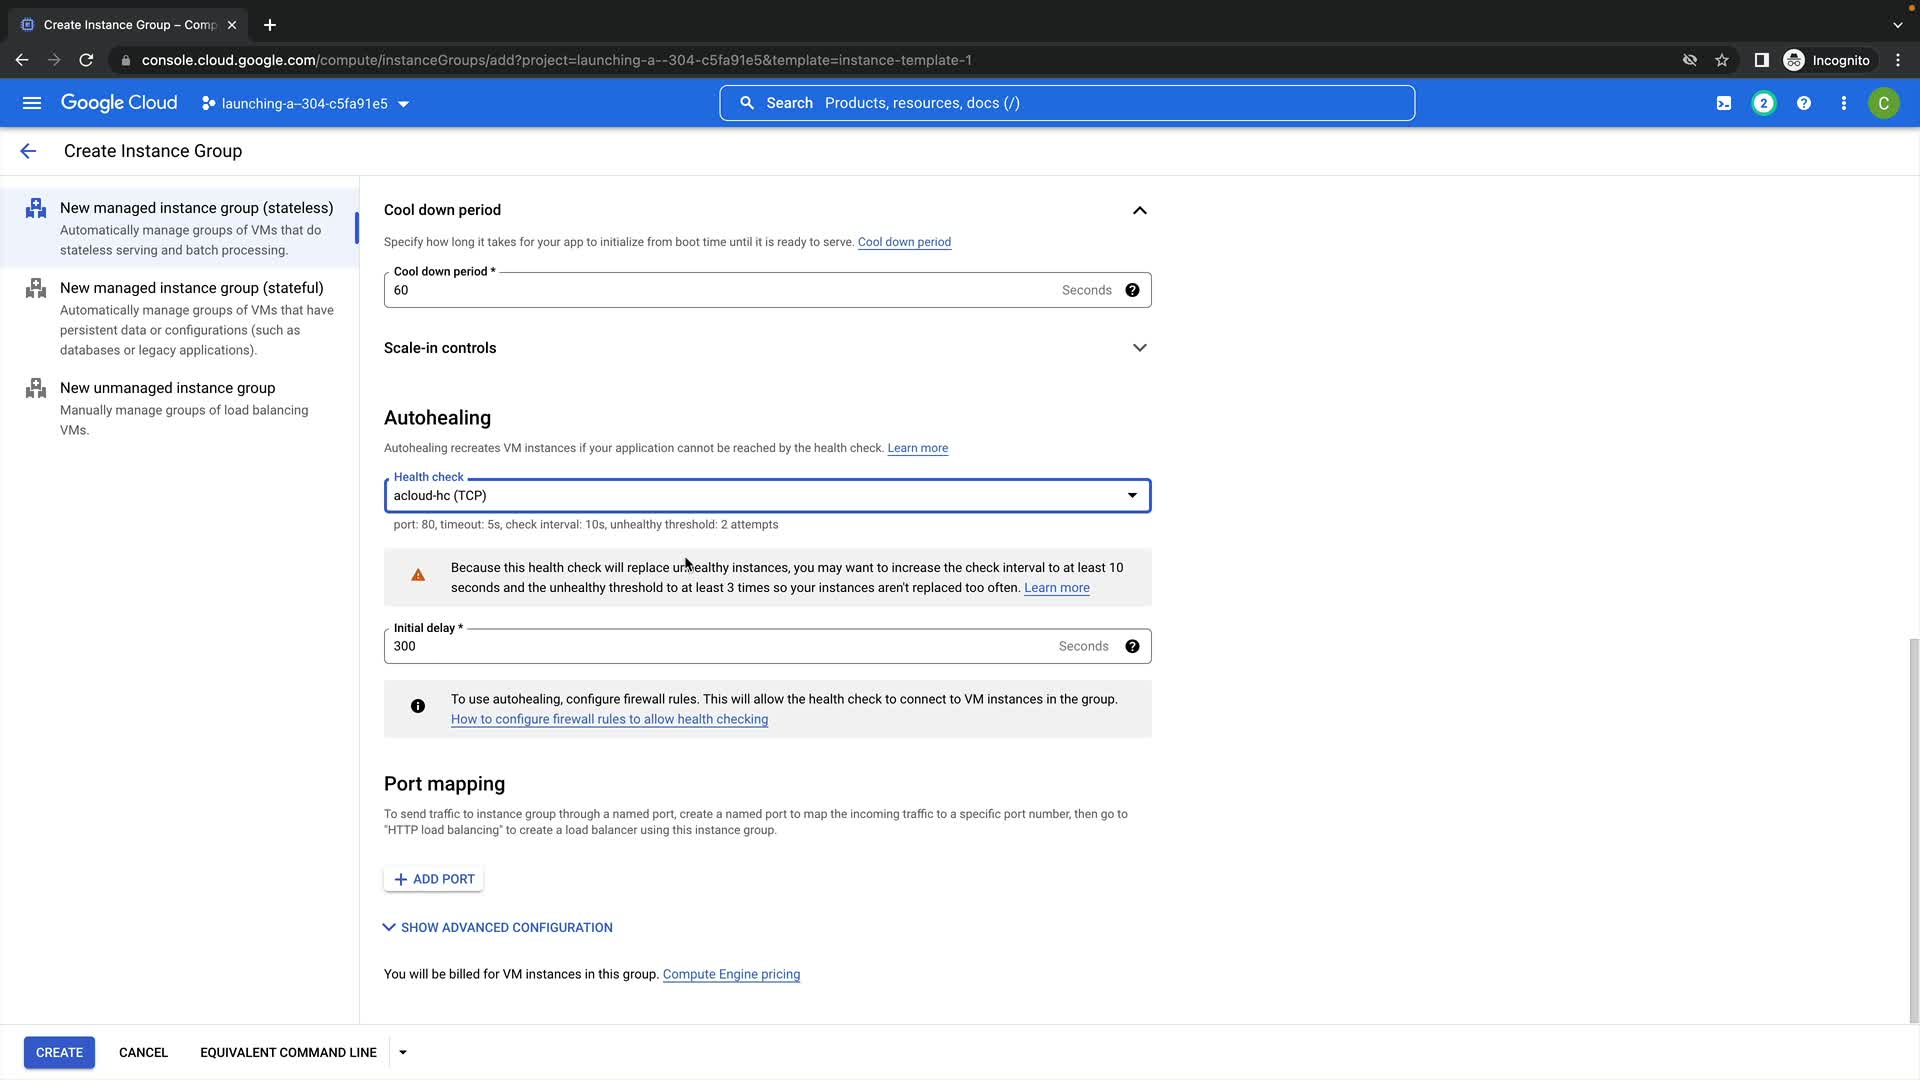 Create Instance Group – Comp
console.cloud.google.com/compute/instanceGroups/add?project=launching-a--304-c5fa91e5&template=instance-template-1
Incognito
Google Cloud
launching-a--304-c5fa91e5
Search Products, resources, docs (/)
2
C
Create Instance Group
New managed instance group (stateless)
Automatically manage groups of VMs that do
stateless serving and batch processing.
New managed instance group (stateful)
Automatically manage groups of VMs that have
persistent data or configurations (such as
databases or legacy applications).
New unmanaged instance group
Manually manage groups of load balancing
VMs.
Cool down period
Specify how long it takes for your app to initialize from boot time until it is ready to serve. Cool down period
Cool down period *
60 Seconds
Scale-in controls
Autohealing
Autohealing recreates VM instances if your application cannot be reached by the health check. Learn more
Health check
acloud-hc (TCP)
port: 80, timeout: 5s, check interval: 10s, unhealthy threshold: 2 attempts
Because this health check will replace unhealthy instances, you may want to increase the check interval to at least 10
seconds and the unhealthy threshold to at least 3 times so your instances aren't replaced too often. Learn more
Initial delay *
300 Seconds
To use autohealing, configure firewall rules. This will allow the health check to connect to VM instances in the group.
How to configure firewall rules to allow health checking
Port mapping
To send traffic to instance group through a named port, create a named port to map the incoming traffic to a specific port number, then go to
"HTTP load balancing" to create a load balancer using this instance group.
ADD PORT
SHOW ADVANCED CONFIGURATION
You will be billed for VM instances in this group. Compute Engine pricing
CREATE
CANCEL
EQUIVALENT COMMAND LINE